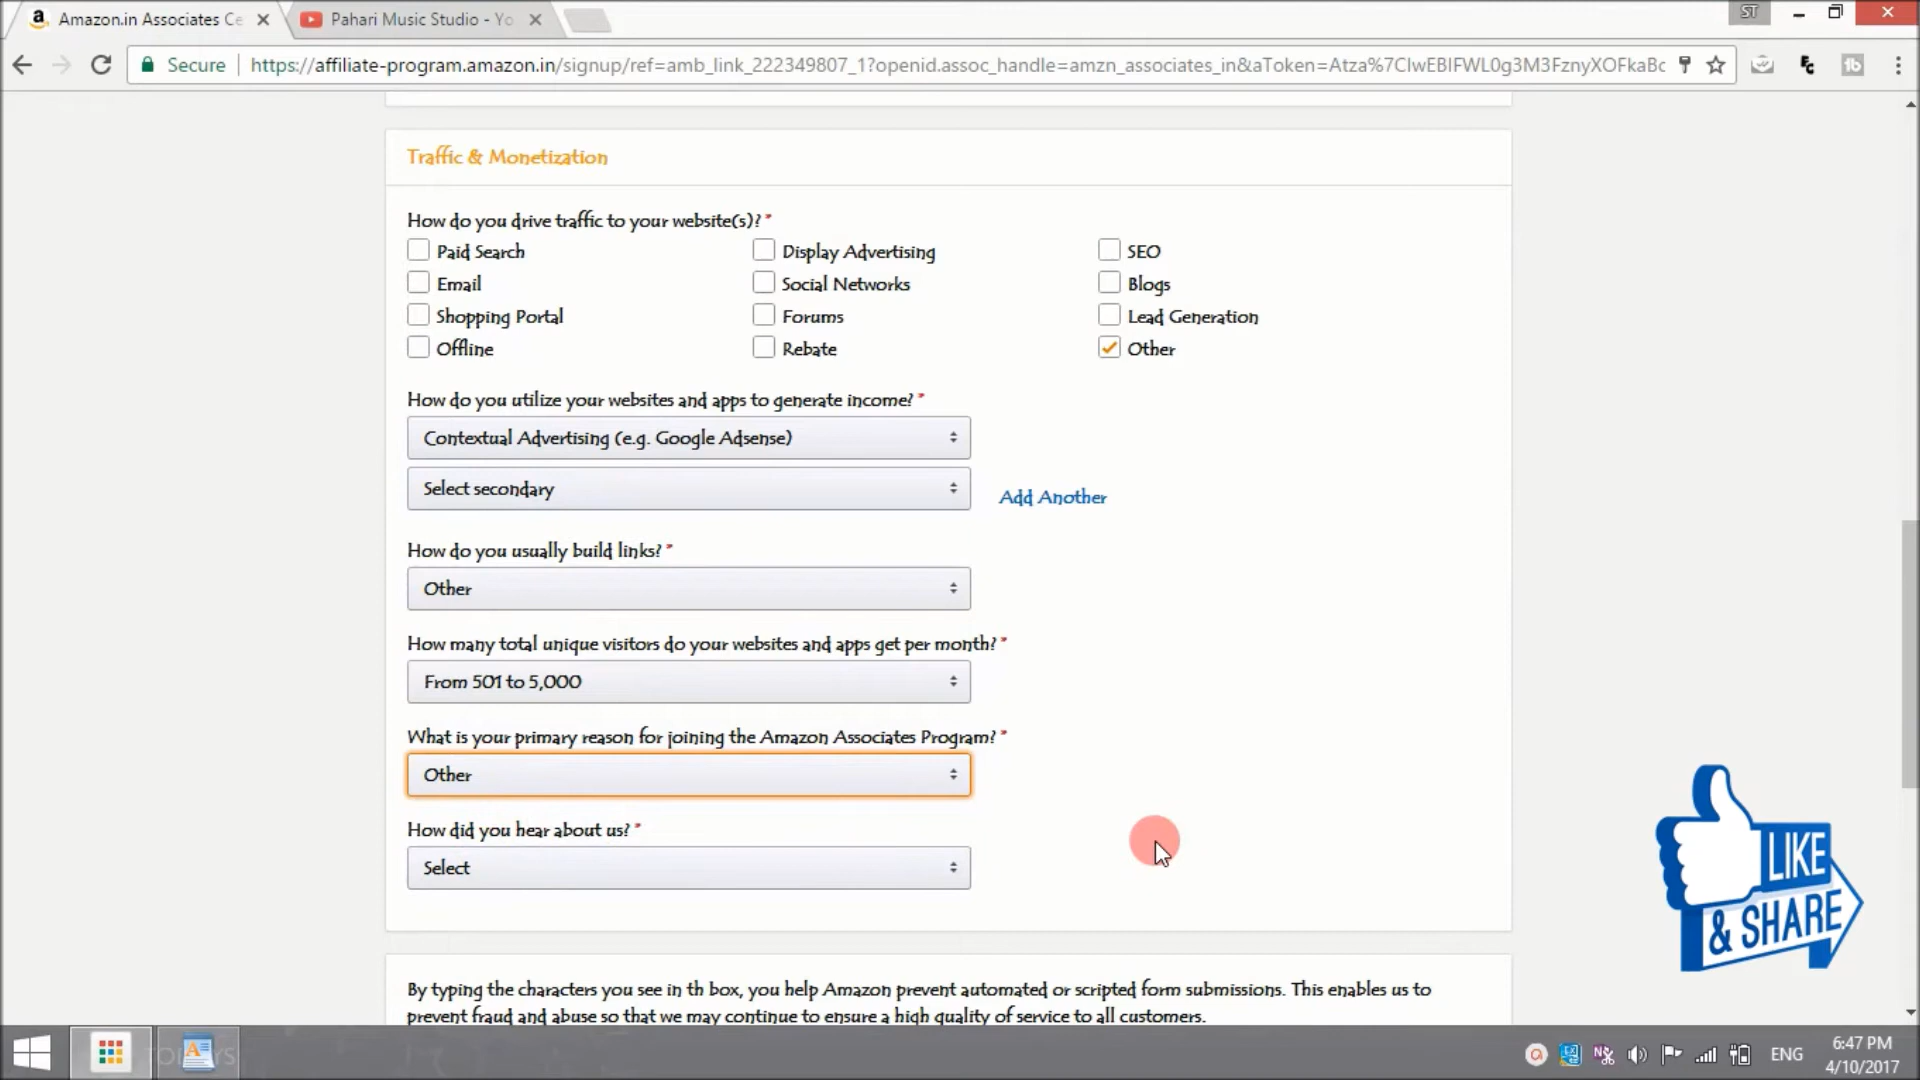 Amazon.in Associates Ce
Pahari Music Studio - Yo
ST
Secure
https://affiliate-program.amazon.in/signup/ref=amb_link_222349807_1?openid.assoc_handle=amzn_associates_in&aToken=Atza%7CIwEBIFWL0g3M3FznyXOFkaBc
Traffic & Monetization
How do you drive traffic to your website(s)? *
Paid Search Display Advertising SEO
Email Social Networks Blogs
Shopping Portal Forums Lead Generation
Offline Rebate Other
How do you utilize your websites and apps to generate income? *
Contextual Advertising (e.g. Google Adsense)
Select secondary
Add Another
How do you usually build links? *
Other
How many total unique visitors do your websites and apps get per month? *
From 501 to 5,000
What is your primary reason for joining the Amazon Associates Program? *
Other
How did you hear about us? *
Select
LIKE
& SHARE
By typing the characters you see in th box, you help Amazon prevent automated or scripted form submissions. This enables us to
prevent fraud and abuse so that we may continue to ensure a high quality of service to all customers.
ENG
6:47 PM
4/10/2017